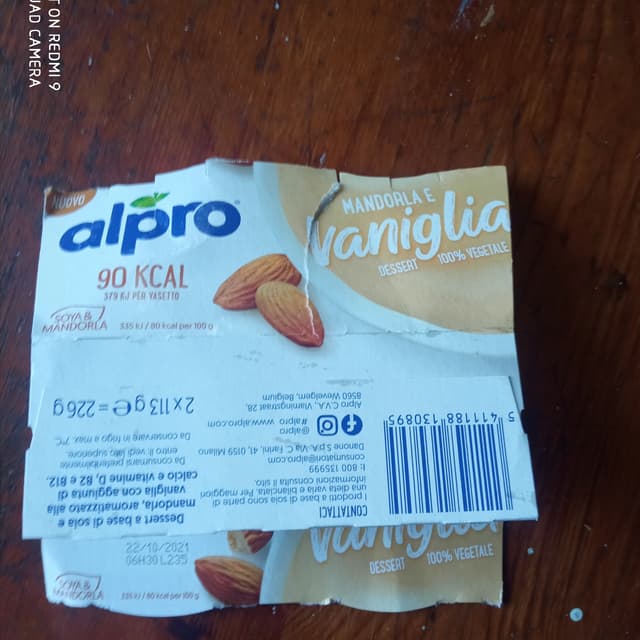 NUOVO
alpro
90 KCAL
379 KJ PER VASETTO
SOYA &
MANDORLA
335 kJ / 80 kcal per 100 g
MANDORLA E
vaniglia
DESSERT 100% VEGETALE
Dessert a base di soia e
mandorla, aromatizzato alla
vaniglia con aggiunta di
calcio e vitamine, D, B2 e B12.
Da consumarsi preferibilmente
entro il: vedi lato superiore.
Da conservare in frigo a max. 7°C.
2 x 113 g e = 226 g
CONTATTACI
I prodotti a base di soia sono parte di
una dieta varia e bilanciata. Per maggiori
info, consulta il sito.
t: 800 135999
consumatori@alpro.com
Danone S.p.A. Via C. Farini, 41, 20159 Milano
www.alpro.com
@alpro
#alpro
Alpro C.V.A., Vlamingstraat 28,
8560 Wevelgem, Belgium
5 411188 130895
22/10/2021
06H30 L235
SOYA &
MANDORLA
335 kJ / 80 kcal per 100 g
vaniglia
DESSERT 100% VEGETALE
SHOT ON REDMI 9
QUAD CAMERA